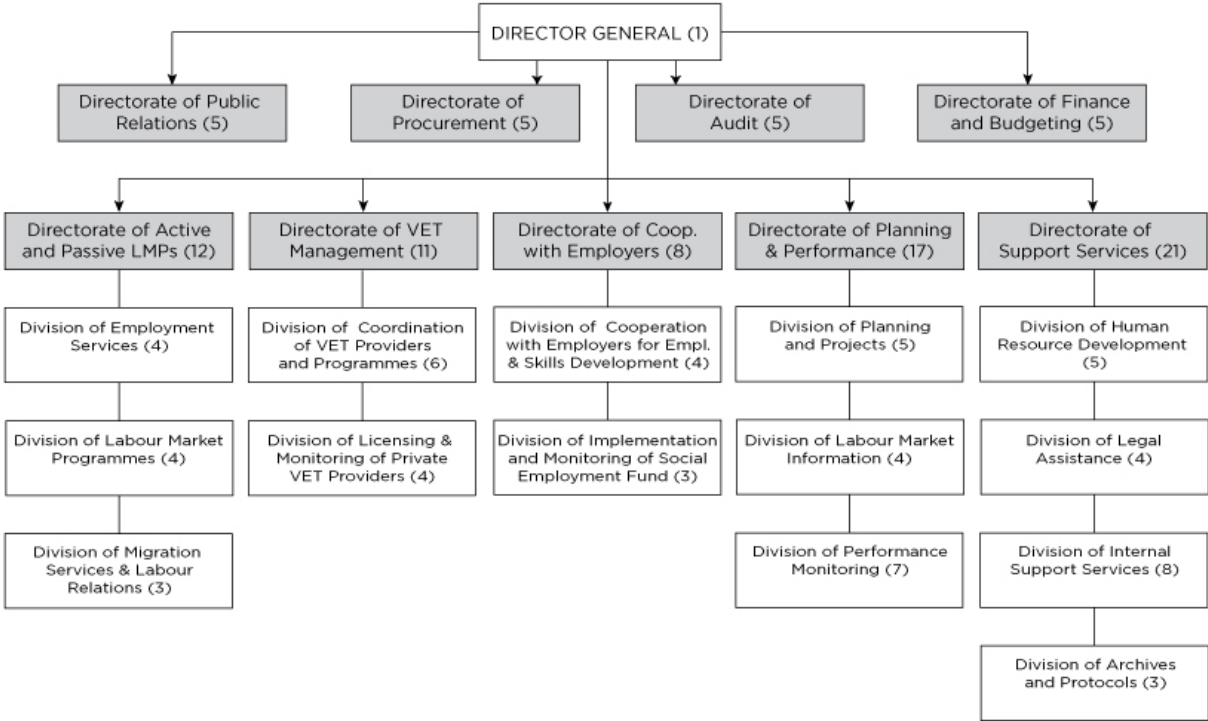 DIRECTOR GENERAL (1)
Directorate of Public
Relations (5)
Directorate of
Procurement (5)
Directorate of
Audit (5)
Directorate of Finance
and Budgeting (5)
Directorate of Active
and Passive LMPs (12)
Directorate of VET
Management (11)
Directorate of Coop.
with Employers (8)
Directorate of Planning
& Performance (17)
Directorate of
Support Services (21)
Division of Employment
Services (4)
Division of Coordination
of VET Providers
and Programmes (6)
Division of Cooperation
with Employers for Empl.
& Skills Development (4)
Division of Planning
and Projects (5)
Division of Human
Resource Development
(5)
Division of Labour Market
Programmes (4)
Division of Licensing &
Monitoring of Private
VET Providers (4)
Division of Implementation
and Monitoring of Social
Employment Fund (3)
Division of Labour Market
Information (4)
Division of Legal
Assistance (4)
Division of Migration
Services & Labour
Relations (3)
Division of Performance
Monitoring (7)
Division of Internal
Support Services (8)
Division of Archives
and Protocols (3)